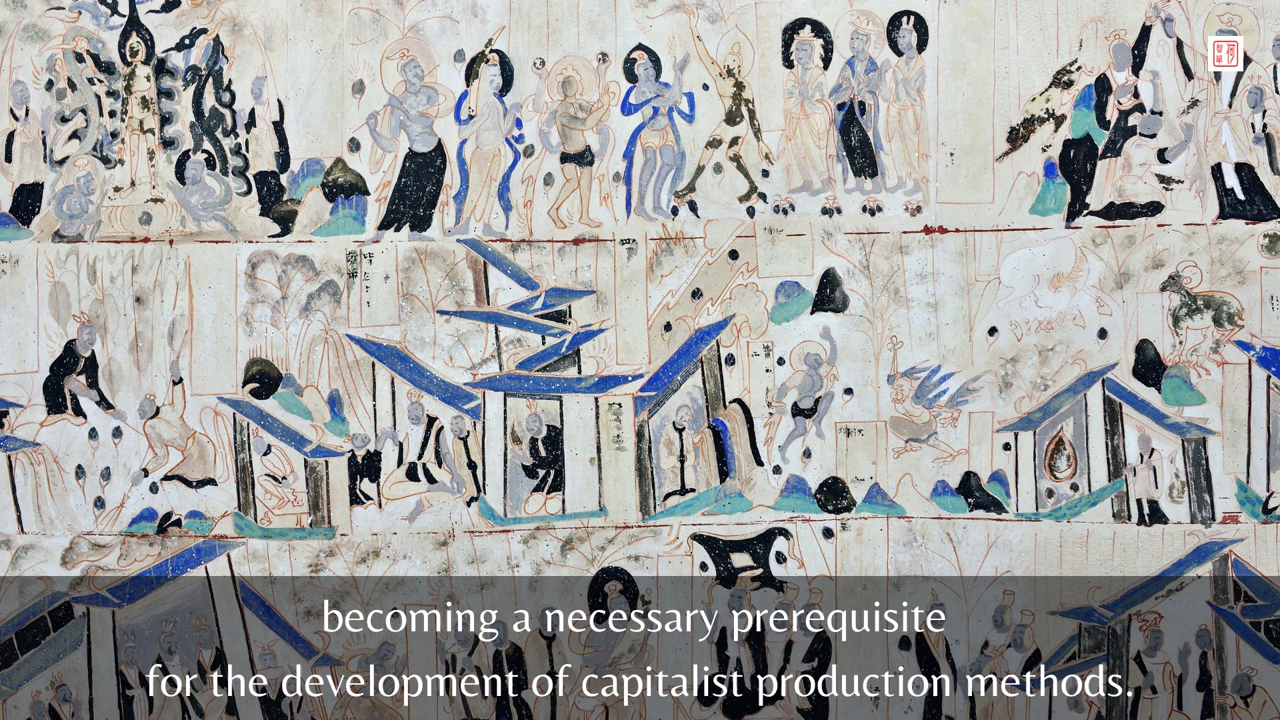 becoming a necessary prerequisite
for the development of capitalist production methods.